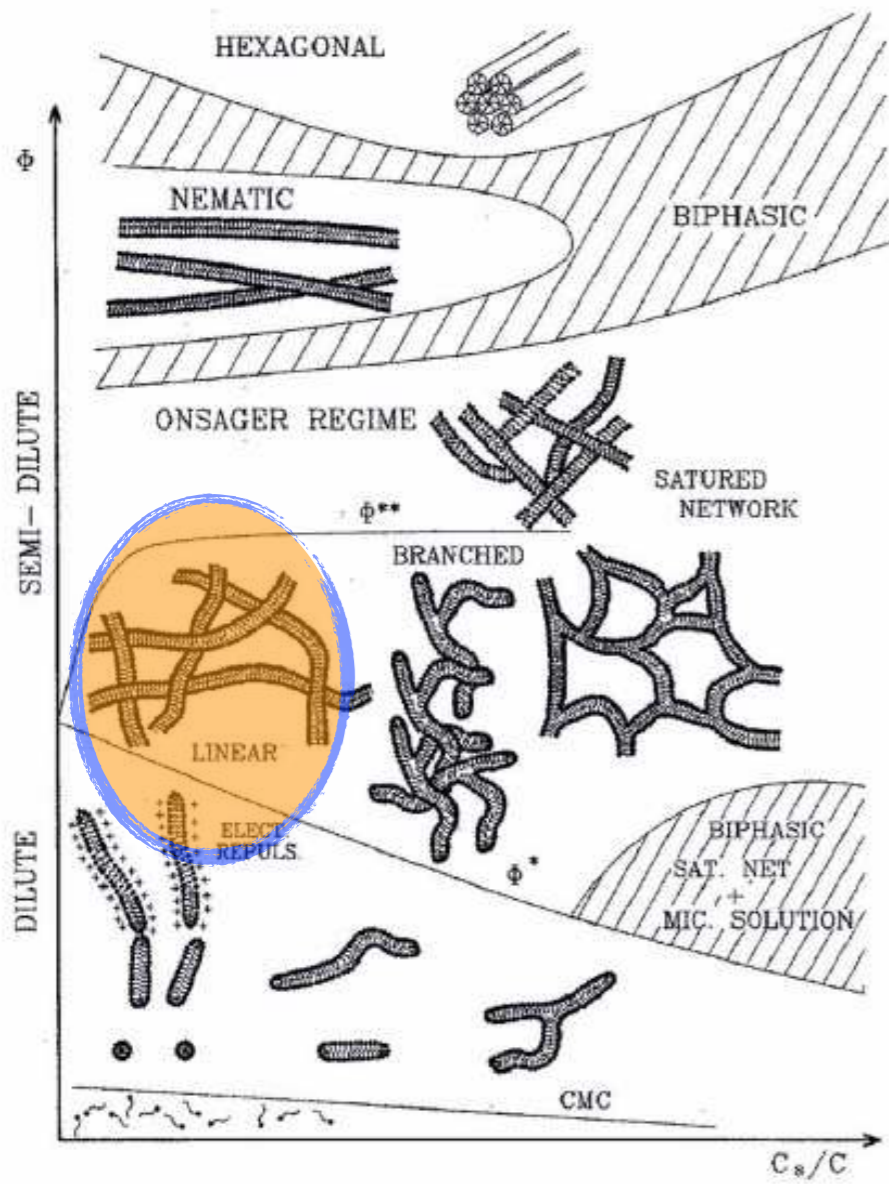 HEXAGONAL
Φ
NEMATIC
BIPHASIC
ONSAGER REGIME
SATURED
NETWORK
SEMI-DILUTE
Φ**
BRANCHED
LINEAR
ELECT
REPULS.
DILUTE
Φ*
BIPHASIC
SAT. NET
+
MIC. SOLUTION
CMC
Cs/C